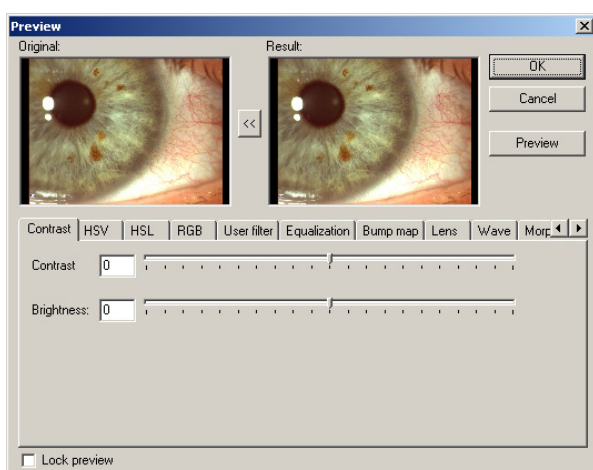 Preview
Original: Result:
OK
Cancel
<<
Preview
Contrast HSV HSL RGB User filter Equalization Bump map Lens Wave Morp
Contrast 0
Brightness: 0
Lock preview